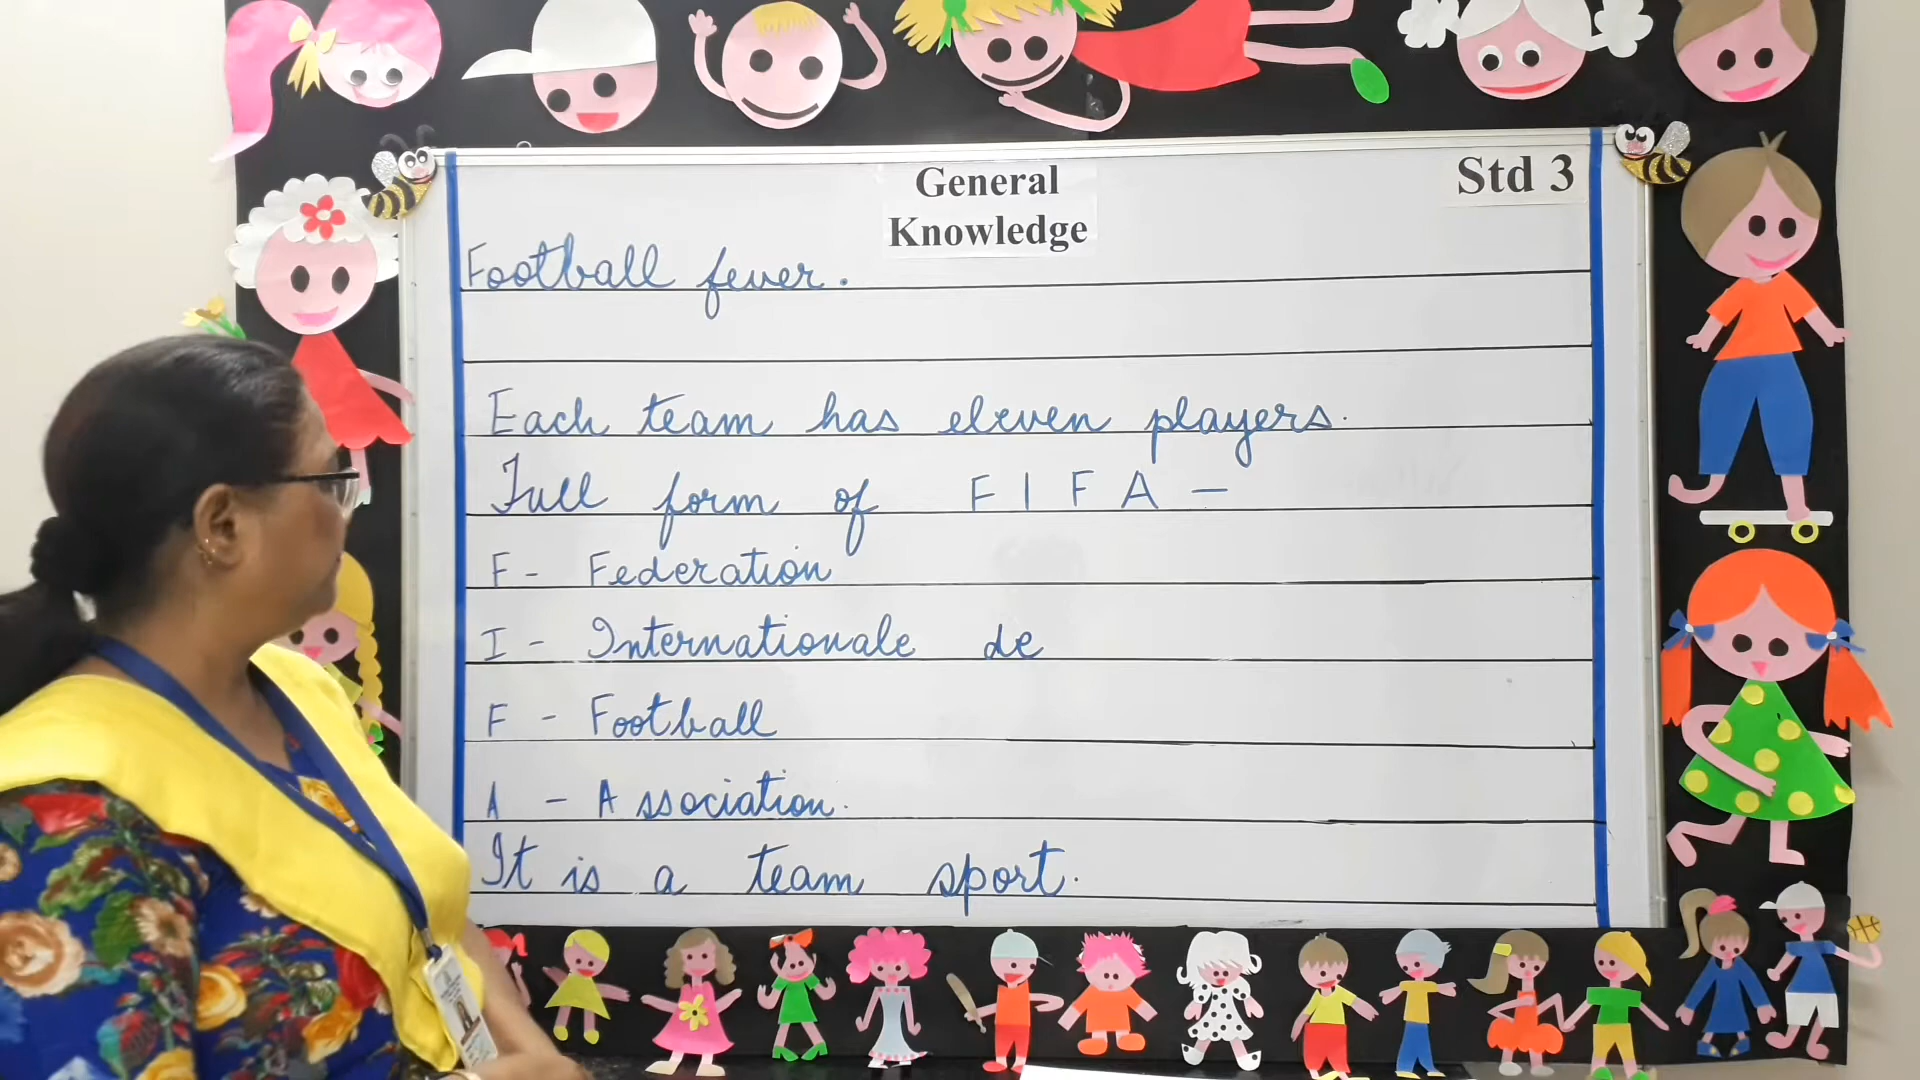 General
Knowledge
Std 3
Football fever.
Each team has eleven players.
Full form of F I F A -
F - Federation
I - Internationale de
F - Football
A - Association.
It is a team sport.